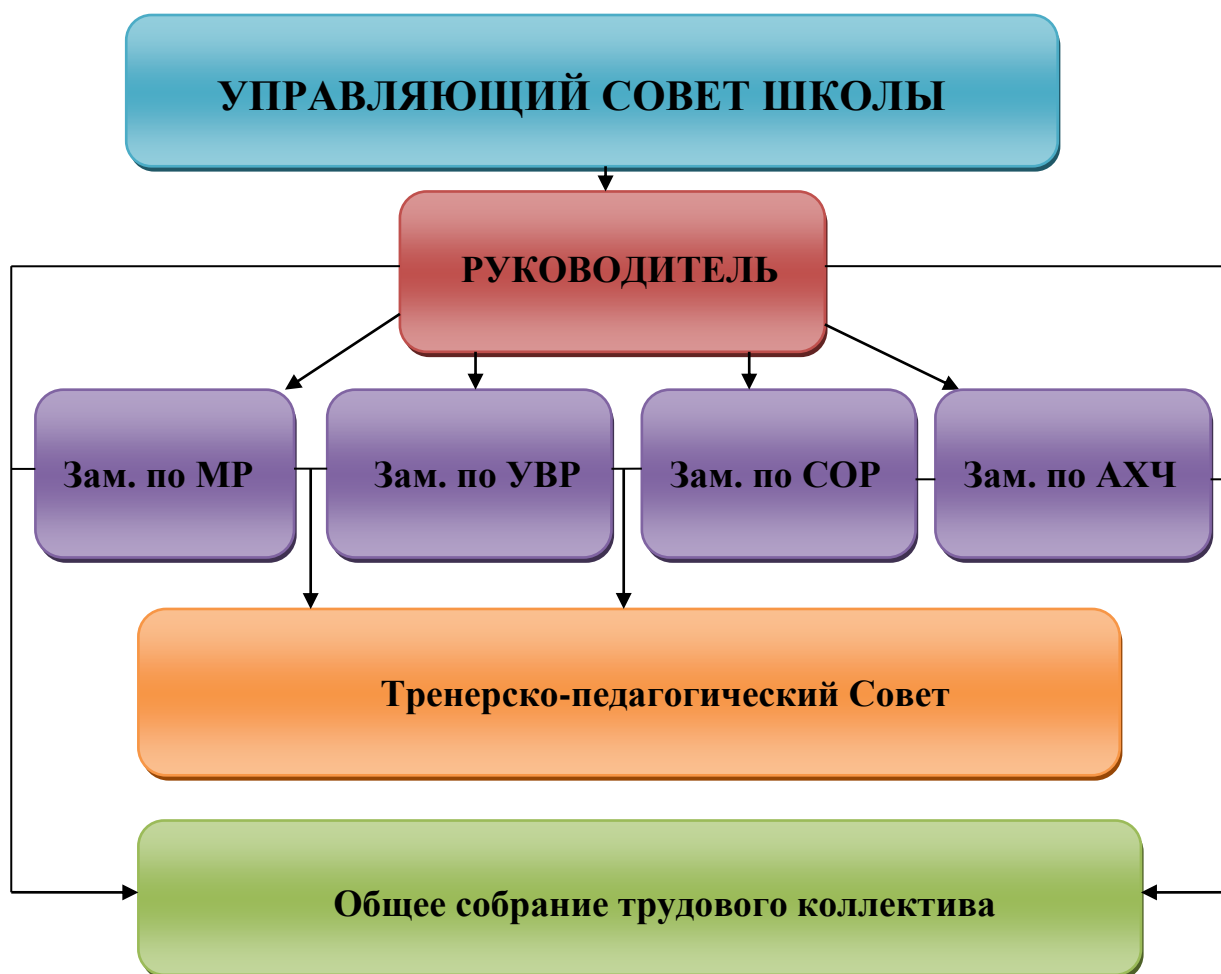 УПРАВЛЯЮЩИЙ СОВЕТ ШКОЛЫ
РУКОВОДИТЕЛЬ
Зам. по МР
Зам. по УВР
Зам. по СОР
Зам. по АХЧ
Тренерско-педагогический Совет
Общее собрание трудового коллектива